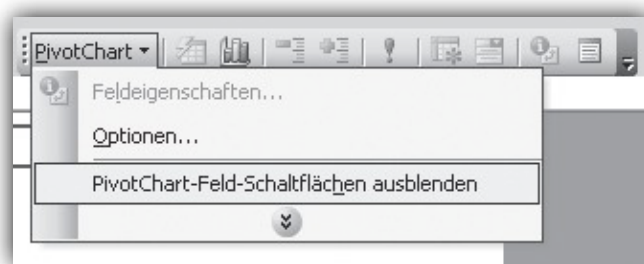 PivotChart
Feldeigenschaften...
Optionen...
PivotChart-Feld-Schaltflächen ausblenden